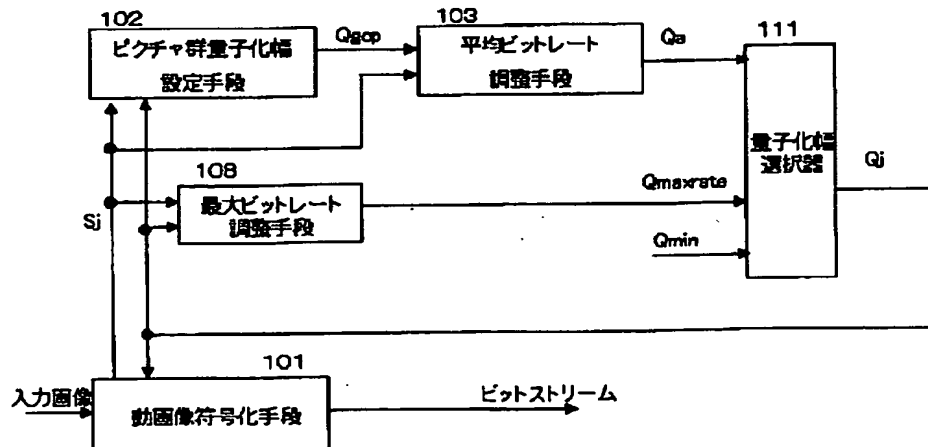 102
ピクチャ群量子化幅
設定手段
Qgop
103
平均ビットレート
調整手段
Qa
111
量子化幅
選択器
Qj
108
最大ビットレート
調整手段
Qmaxrate
Sj
Qmin
101
入力画像
動画像符号化手段
ビットストリーム